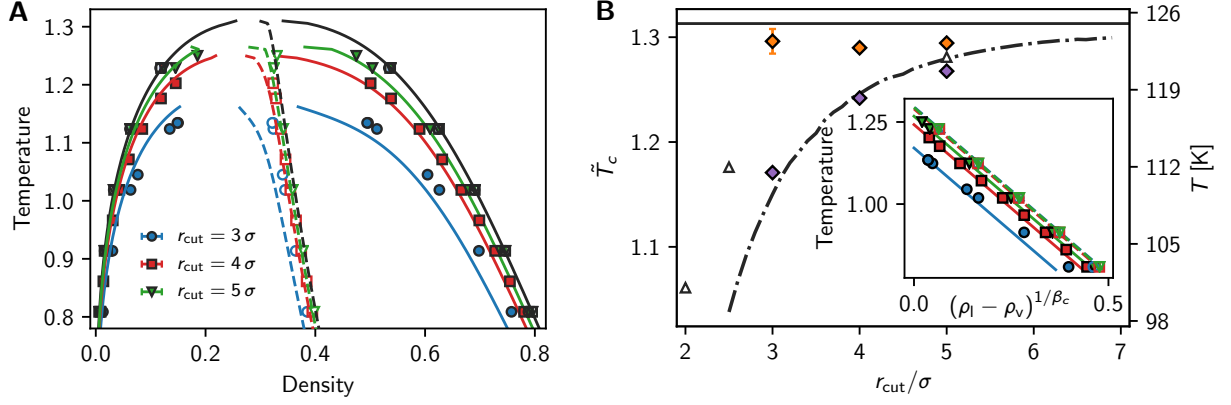 A
Temperature
1.3
1.2
1.1
1.0
0.9
0.8
r_cut = 3 σ
r_cut = 4 σ
r_cut = 5 σ
0.0 0.2 0.4 0.6 0.8
Density
B
T̃_c
1.3
1.2
1.1
126
119
112
105
98
T [K]
Temperature
1.25
1.00
0.0 0.5
(ρ_l − ρ_v)^{1/β_c}
2 3 4 5 6 7
r_cut/σ